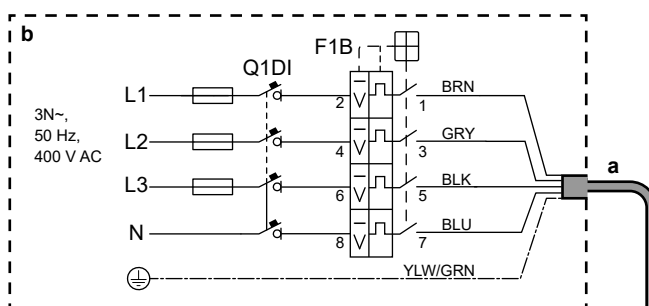 b
F1B
Q1DI
L1
2
1
BRN
3N~,
50 Hz,
400 V AC
L2
4
3
GRY
a
L3
6
5
BLK
N
8
7
BLU
YLW/GRN